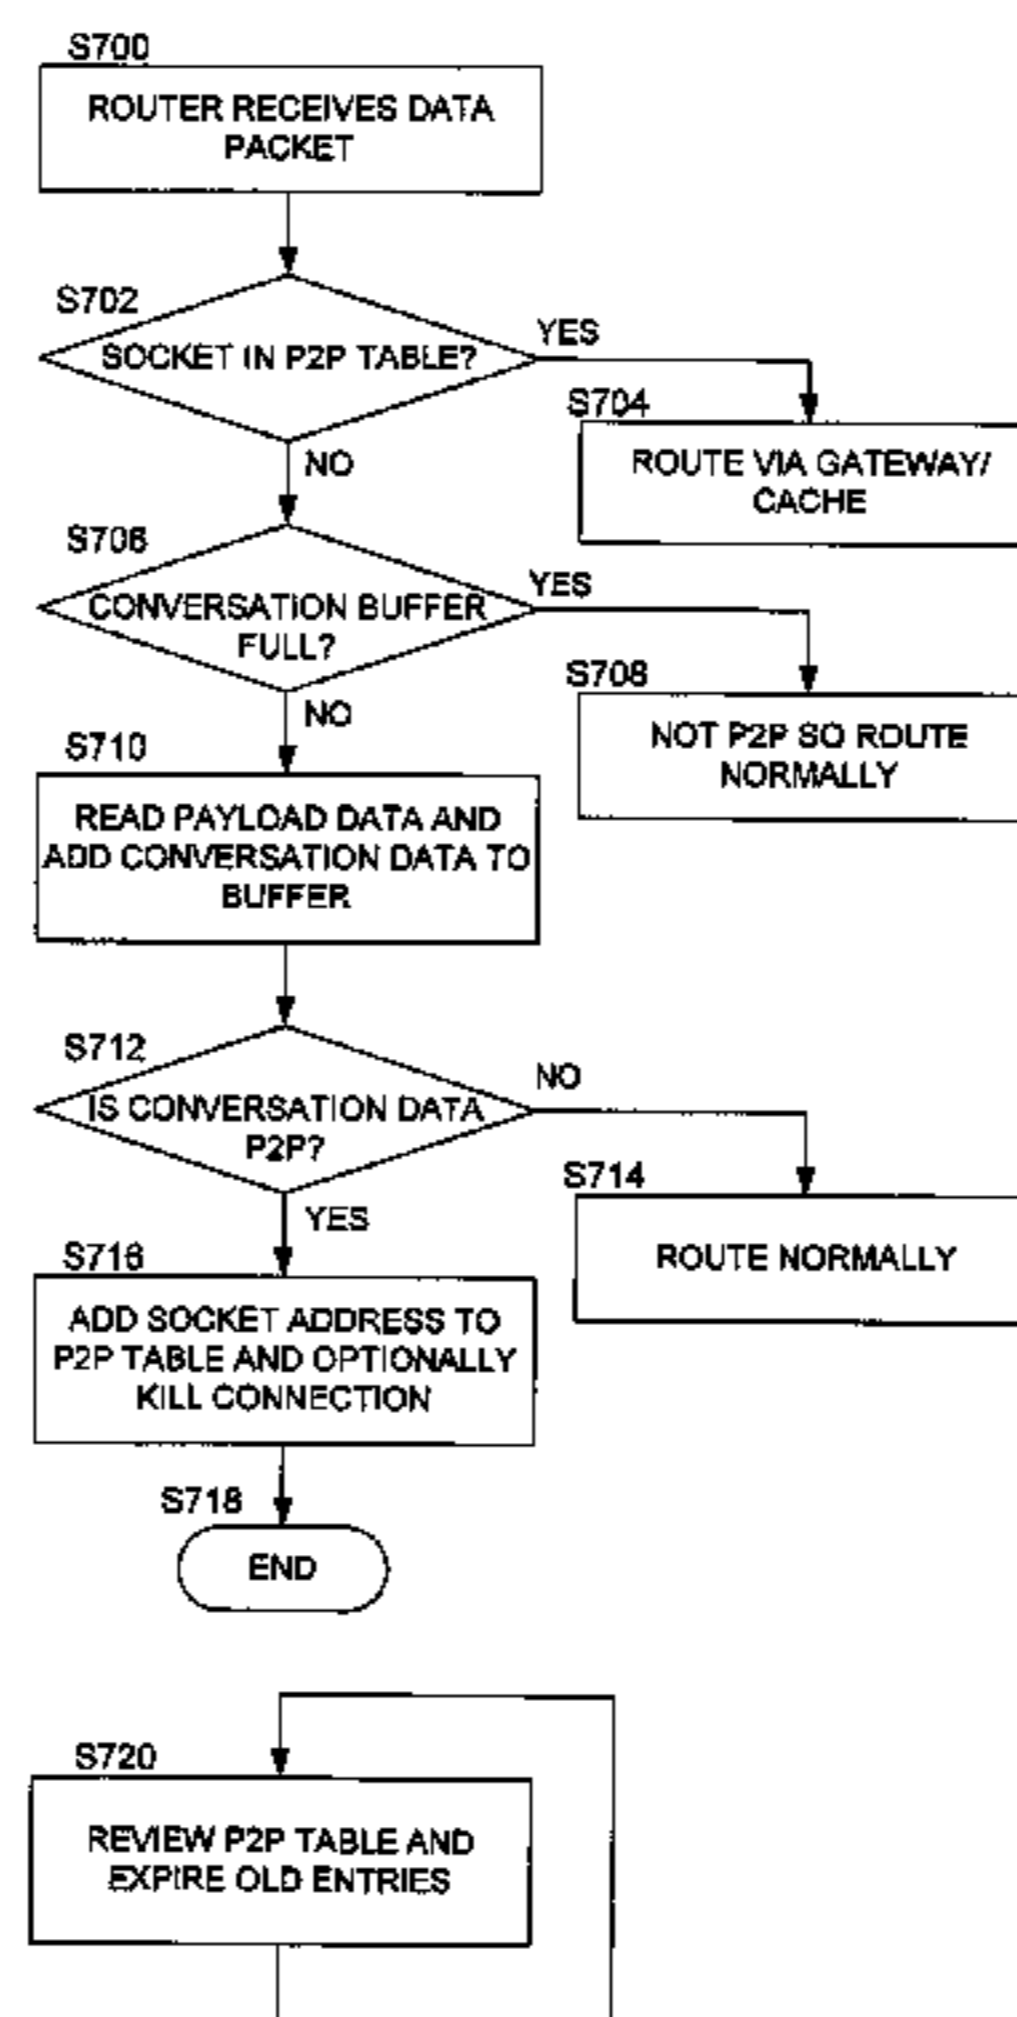 S700
ROUTER RECEIVES DATA
PACKET
S702
SOCKET IN P2P TABLE?
YES
S704
ROUTE VIA GATEWAY/
CACHE
NO
S706
CONVERSATION BUFFER
FULL?
YES
S708
NOT P2P SO ROUTE
NORMALLY
NO
S710
READ PAYLOAD DATA AND
ADD CONVERSATION DATA TO
BUFFER
S712
IS CONVERSATION DATA
P2P?
NO
S714
ROUTE NORMALLY
YES
S716
ADD SOCKET ADDRESS TO
P2P TABLE AND OPTIONALLY
KILL CONNECTION
S718
END
S720
REVIEW P2P TABLE AND
EXPIRE OLD ENTRIES